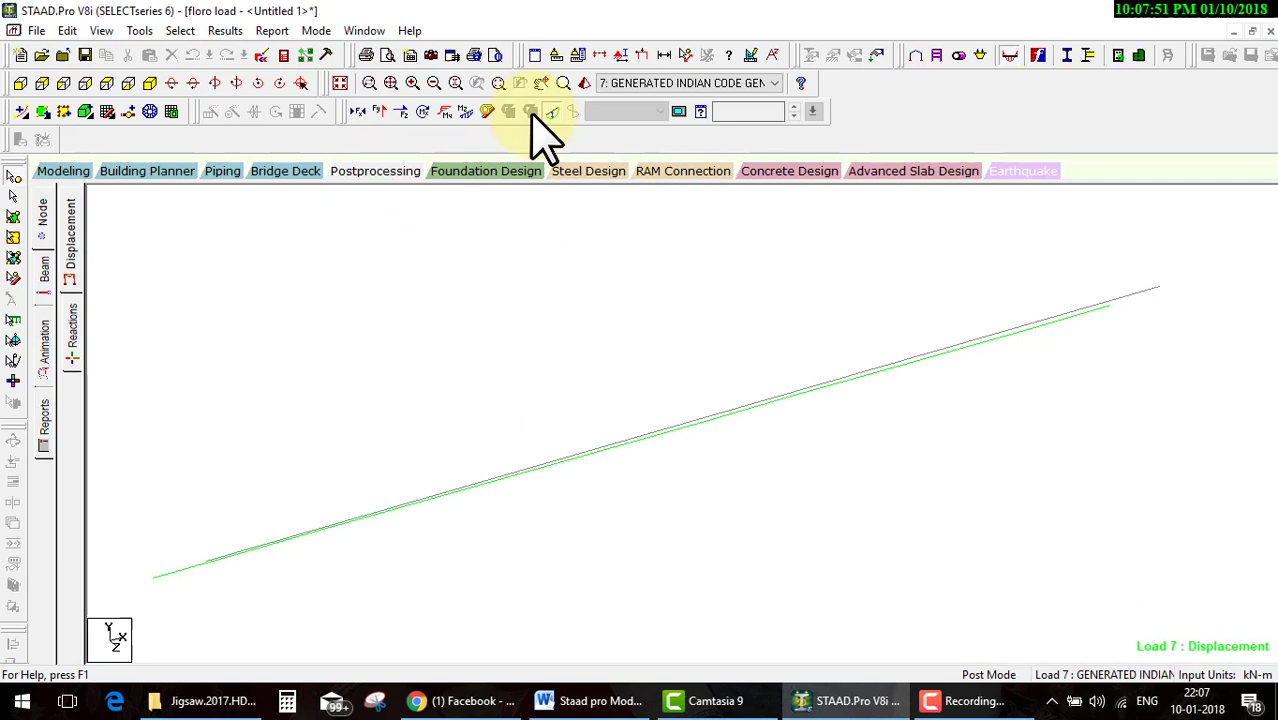 STAAD.Pro V8i (SELECTseries 6) - [floro load - <Untitled 1>*]
10:07:51 PM 01/10/2018
File Edit View Tools Select Results Report Mode Window Help
7: GENERATED INDIAN CODE GEN
Modeling Building Planner Piping Bridge Deck Postprocessing Foundation Design Steel Design RAM Connection Concrete Design Advanced Slab Design Earthquake
Node
Beam
Animation
Reports
Displacement
Reactions
Y
X
Z
Load 7 : Displacement
For Help, press F1
Post Mode
Load 7 : GENERATED INDIAN
Input Units: kN-m
99+
Jigsaw.2017.HD...
(1) Facebook - ...
Staad pro Mod...
Camtasia 9
STAAD.Pro V8i ...
Recording...
ENG
22:07
10-01-2018
18